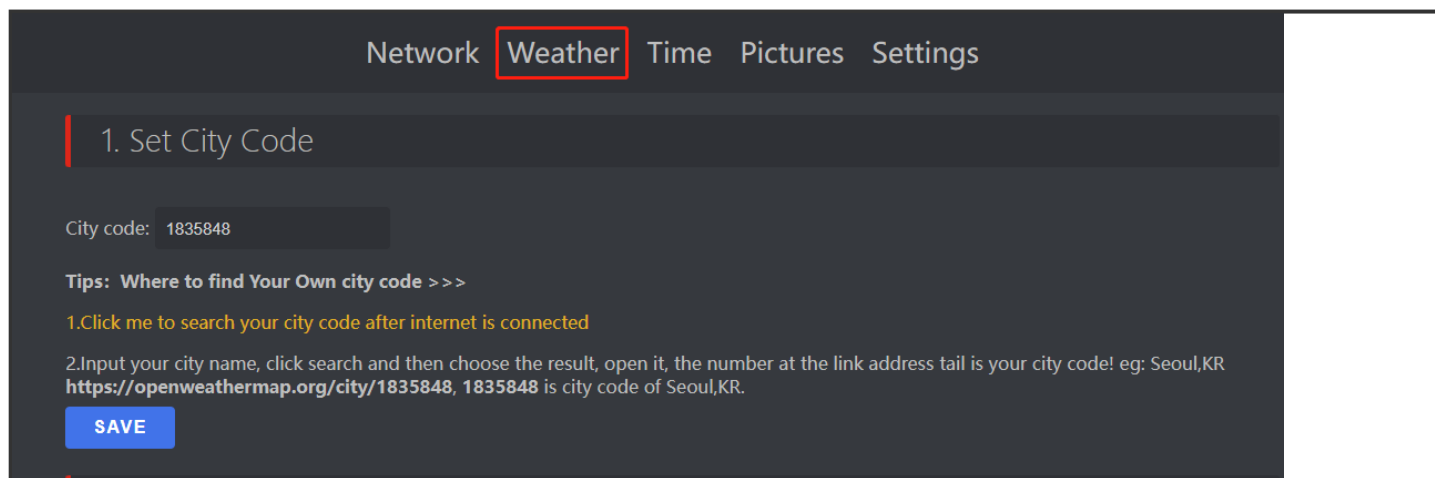 Network Weather Time Pictures Settings
1. Set City Code
City code: 1835848
Tips: Where to find Your Own city code >>>
1.Click me to search your city code after internet is connected
2.Input your city name, click search and then choose the result, open it, the number at the link address tail is your city code! eg: Seoul,KR
https://openweathermap.org/city/1835848, 1835848 is city code of Seoul,KR.
SAVE